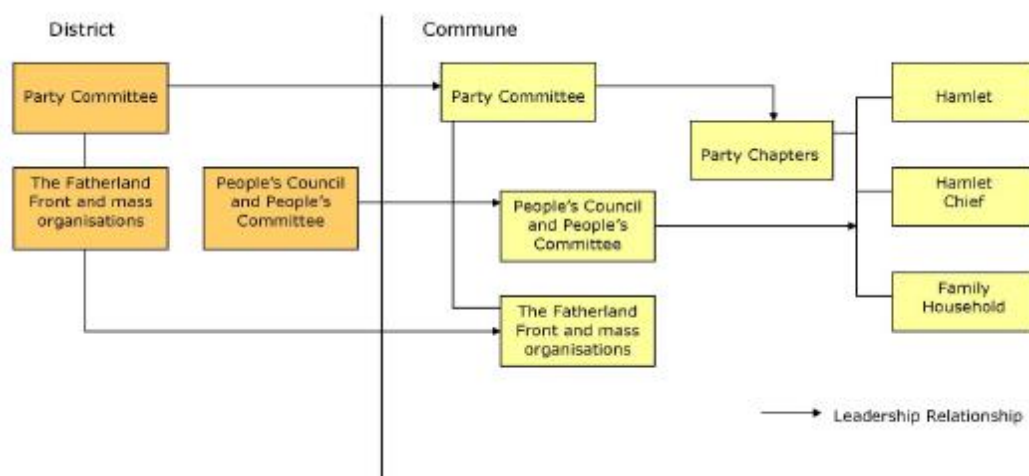 District
Commune
Party Committee
The Fatherland
Front and mass
organisations
People's Council
and People's
Committee
Party Committee
Party Chapters
People's Council
and People's
Committee
The Fatherland
Front and mass
organisations
Hamlet
Hamlet
Chief
Family
Household
Leadership Relationship